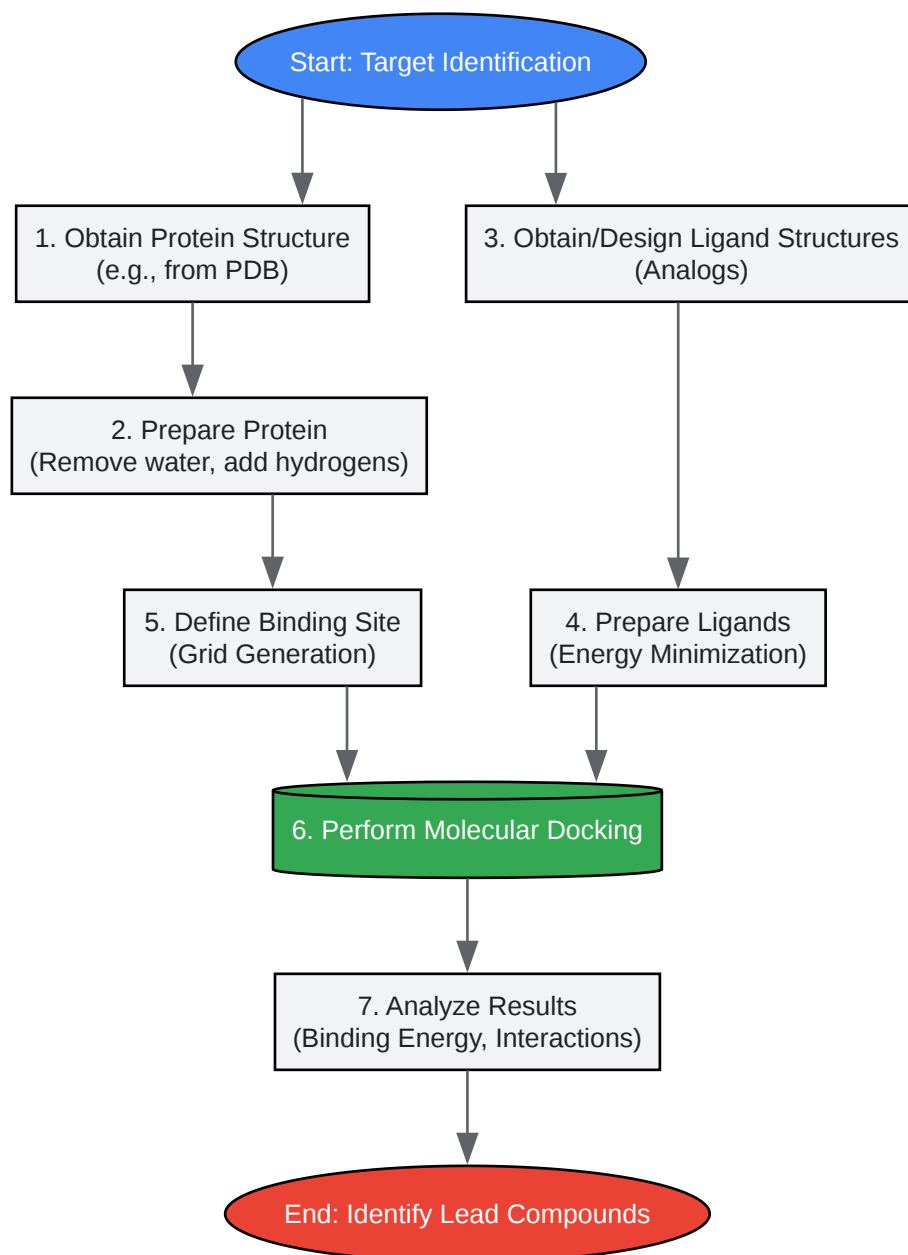 Start: Target Identification
1. Obtain Protein Structure
(e.g., from PDB)
3. Obtain/Design Ligand Structures
(Analogs)
2. Prepare Protein
(Remove water, add hydrogens)
5. Define Binding Site
(Grid Generation)
4. Prepare Ligands
(Energy Minimization)
6. Perform Molecular Docking
7. Analyze Results
(Binding Energy, Interactions)
End: Identify Lead Compounds